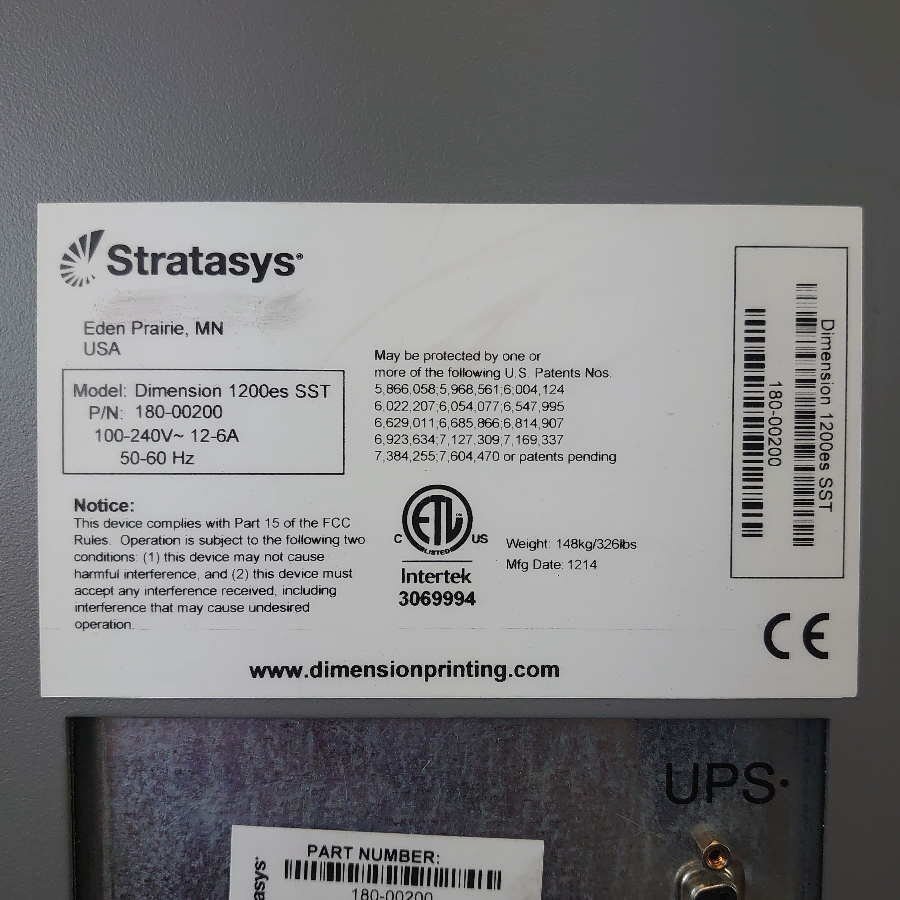 Stratasys®
Eden Prairie, MN
USA
Model: Dimension 1200es SST
P/N: 180-00200
100-240V~ 12-6A
50-60 Hz
Notice:
This device complies with Part 15 of the FCC
Rules. Operation is subject to the following two
conditions: (1) this device may not cause
harmful interference, and (2) this device must
accept any interference received, including
interference that may cause undesired
operation.
May be protected by one or
more of the following U.S. Patents Nos.
5,866,058;5,968,561;6,004,124
6,022,207;6,054,077;6,547,995
6,629,011;6,685,866;6,814,907
6,923,634;7,127,309;7,169,337
7,384,255;7,604,470 or patents pending
ETL
LISTED
C US
Intertek
3069994
Weight: 148kg/326lbs
Mfg Date: 1214
Dimension 1200es SST
180-00200
CE
www.dimensionprinting.com
UPS
PART NUMBER:
180-00200